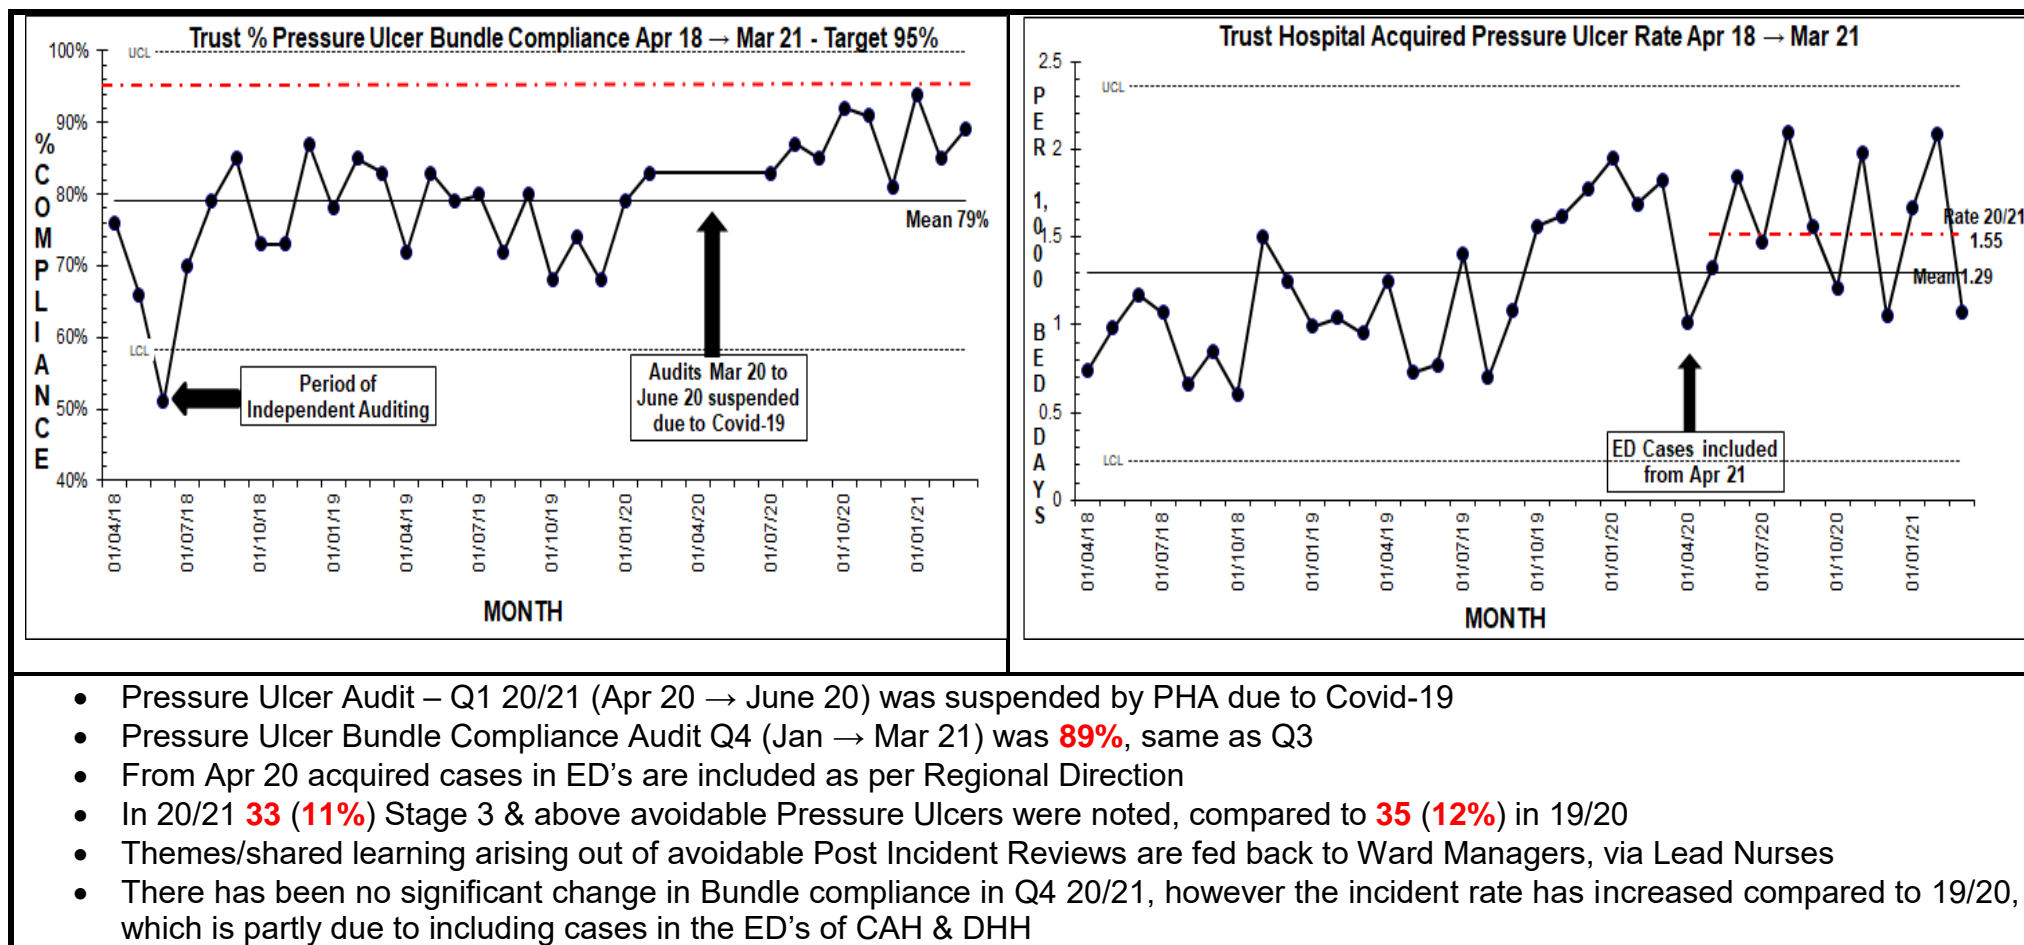 Trust % Pressure Ulcer Bundle Compliance Apr 18 → Mar 21 - Target 95%
100%
90%
80%
70%
60%
50%
40%
% COMPLIANCE
UCL
LCL
Mean 79%
Period of
Independent Auditing
Audits Mar 20 to
June 20 suspended
due to Covid-19
01/04/18
01/07/18
01/10/18
01/01/19
01/04/19
01/07/19
01/10/19
01/01/20
01/04/20
01/07/20
01/10/20
01/01/21
MONTH
Trust Hospital Acquired Pressure Ulcer Rate Apr 18 → Mar 21
2.5
2
1.5
1
0.5
0
PER 1,000 BED DAYS
UCL
LCL
Rate 20/21
1.55
Mean 1.29
ED Cases included
from Apr 21
01/04/18
01/07/18
01/10/18
01/01/19
01/04/19
01/07/19
01/10/19
01/01/20
01/04/20
01/07/20
01/10/20
01/01/21
MONTH
• Pressure Ulcer Audit – Q1 20/21 (Apr 20 → June 20) was suspended by PHA due to Covid-19
• Pressure Ulcer Bundle Compliance Audit Q4 (Jan → Mar 21) was 89%, same as Q3
• From Apr 20 acquired cases in ED’s are included as per Regional Direction
• In 20/21 33 (11%) Stage 3 & above avoidable Pressure Ulcers were noted, compared to 35 (12%) in 19/20
• Themes/shared learning arising out of avoidable Post Incident Reviews are fed back to Ward Managers, via Lead Nurses
• There has been no significant change in Bundle compliance in Q4 20/21, however the incident rate has increased compared to 19/20,
which is partly due to including cases in the ED’s of CAH & DHH